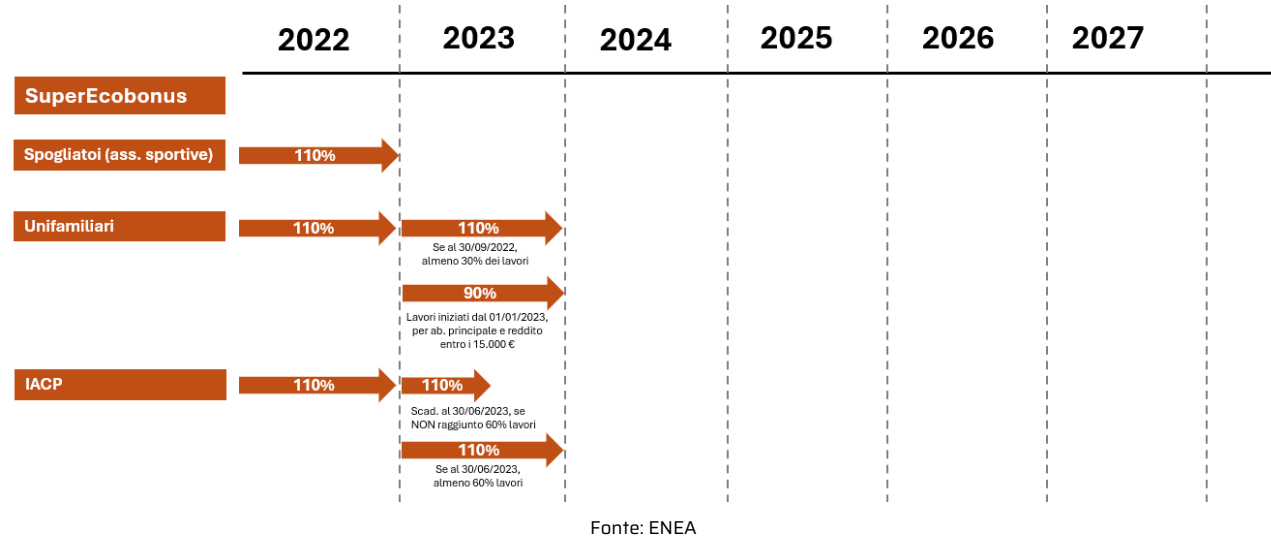 2022 2023 2024 2025 2026 2027
SuperEcobonus
Spogliatoi (ass. sportive) 110%
Unifamiliari 110% 110%
Se al 30/09/2022,
almeno 30% dei lavori
90%
Lavori iniziati dal 01/01/2023,
per ab. principale e reddito
entro i 15.000 €
IACP 110% 110%
Scad. al 30/06/2023, se
NON raggiunto 60% lavori
110%
Se al 30/06/2023,
almeno 60% lavori
Fonte: ENEA